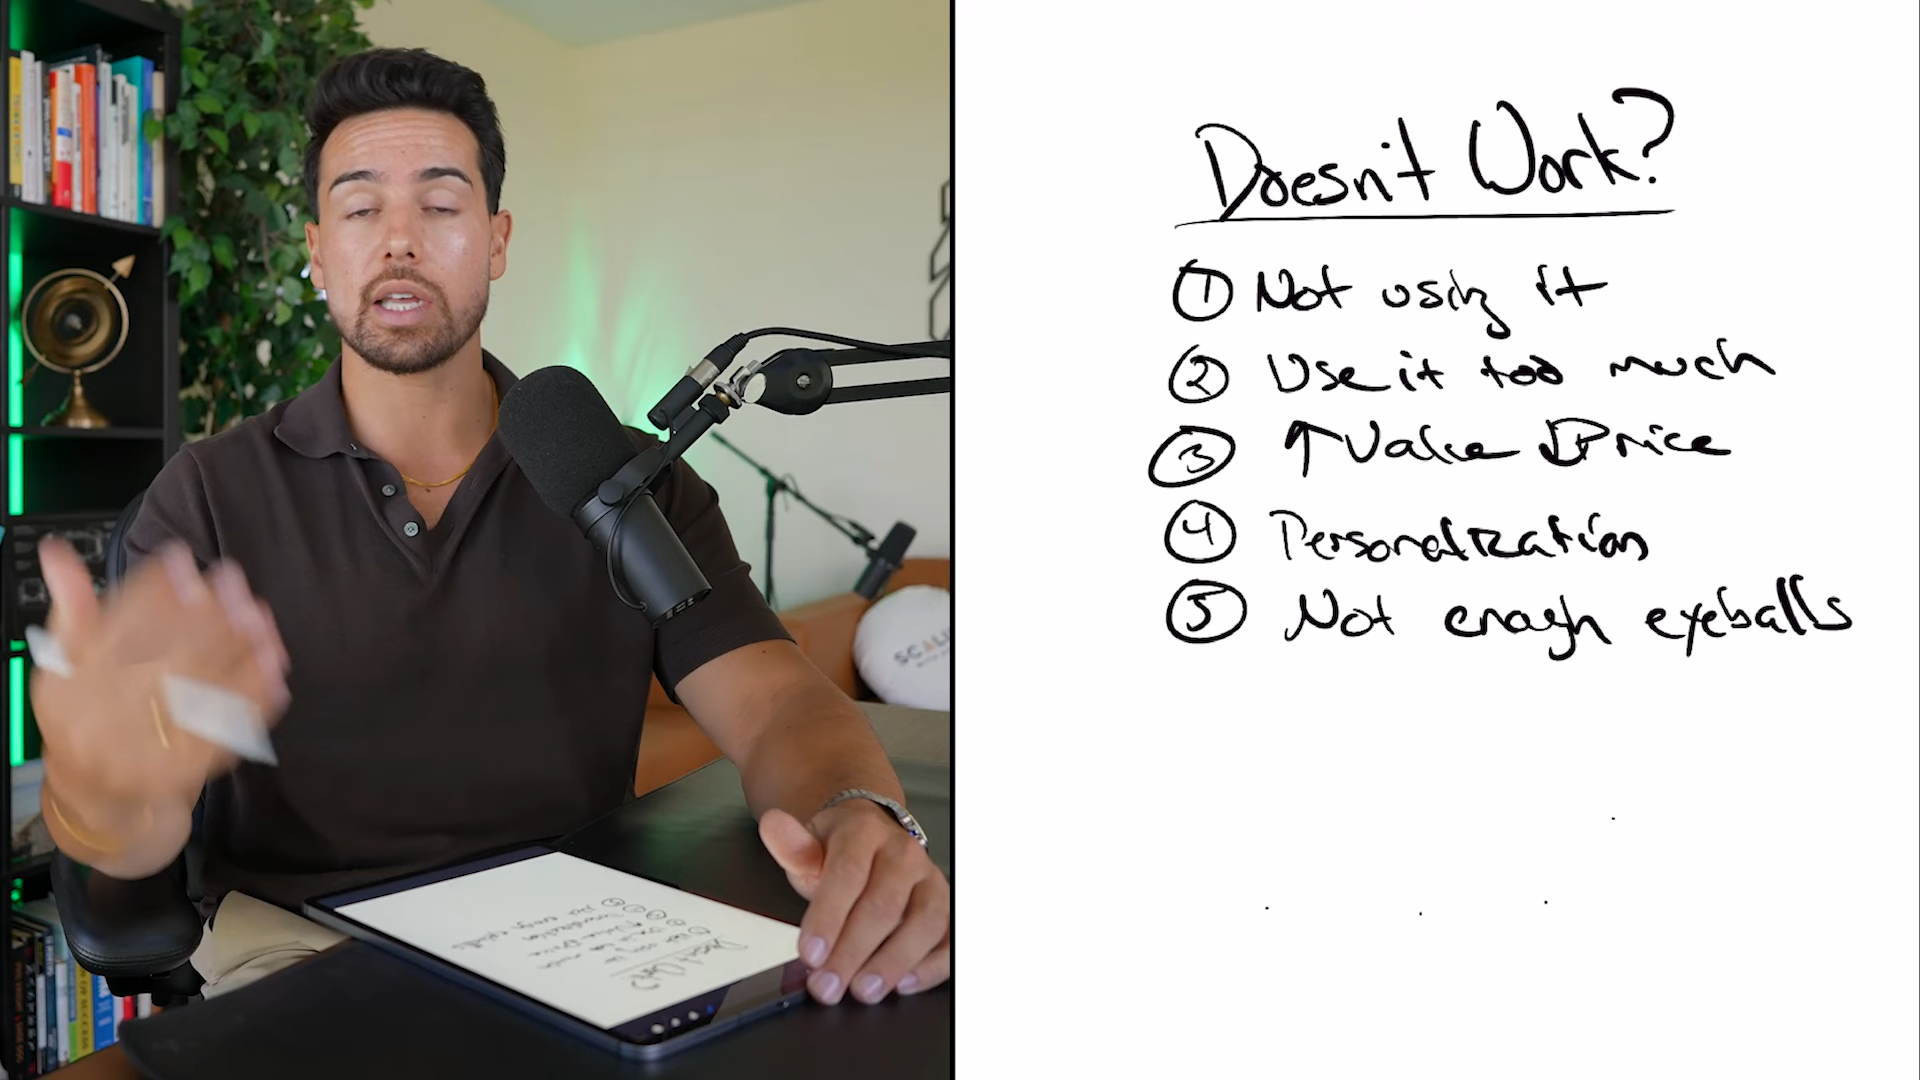 Doesn't Work?
① Not using it
② Use it too much
③ ↑ Value ↓ Price
④ Personalization
⑤ Not enough eyeballs